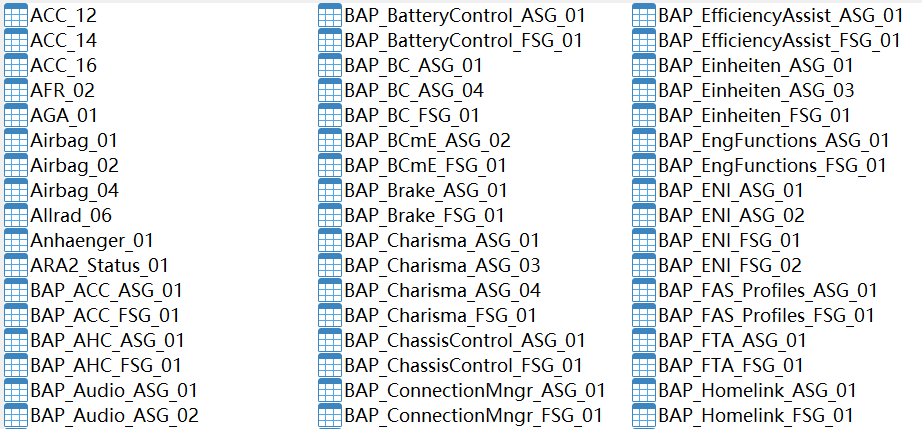 ACC_12
ACC_14
ACC_16
AFR_02
AGA_01
Airbag_01
Airbag_02
Airbag_04
Allrad_06
Anhaenger_01
ARA2_Status_01
BAP_ACC_ASG_01
BAP_ACC_FSG_01
BAP_AHC_ASG_01
BAP_AHC_FSG_01
BAP_Audio_ASG_01
BAP_Audio_ASG_02
BAP_BatteryControl_ASG_01
BAP_BatteryControl_FSG_01
BAP_BC_ASG_01
BAP_BC_ASG_04
BAP_BC_FSG_01
BAP_BCmE_ASG_02
BAP_BCmE_FSG_01
BAP_Brake_ASG_01
BAP_Brake_FSG_01
BAP_Charisma_ASG_01
BAP_Charisma_ASG_03
BAP_Charisma_ASG_04
BAP_Charisma_FSG_01
BAP_ChassisControl_ASG_01
BAP_ChassisControl_FSG_01
BAP_ConnectionMngr_ASG_01
BAP_ConnectionMngr_FSG_01
BAP_EfficiencyAssist_ASG_01
BAP_EfficiencyAssist_FSG_01
BAP_Einheiten_ASG_01
BAP_Einheiten_ASG_03
BAP_Einheiten_FSG_01
BAP_EngFunctions_ASG_01
BAP_EngFunctions_FSG_01
BAP_ENI_ASG_01
BAP_ENI_ASG_02
BAP_ENI_FSG_01
BAP_ENI_FSG_02
BAP_FAS_Profiles_ASG_01
BAP_FAS_Profiles_FSG_01
BAP_FTA_ASG_01
BAP_FTA_FSG_01
BAP_Homelink_ASG_01
BAP_Homelink_FSG_01